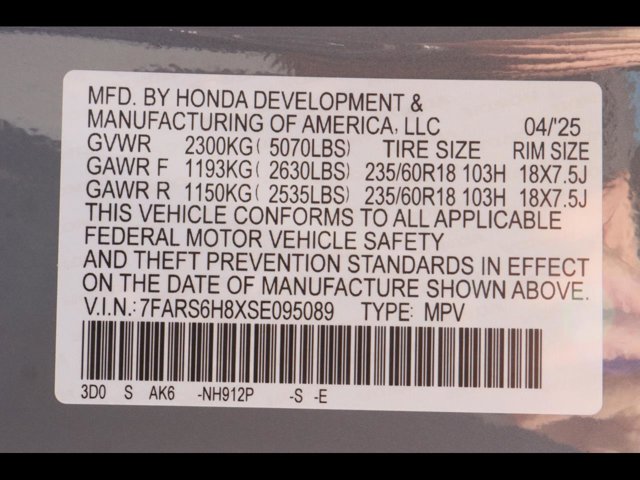 MFD. BY HONDA DEVELOPMENT &
MANUFACTURING OF AMERICA, LLC 04/'25
GVWR 2300KG( 5070LBS) TIRE SIZE RIM SIZE
GAWR F 1193KG( 2630LBS) 235/60R18 103H 18X7.5J
GAWR R 1150KG( 2535LBS) 235/60R18 103H 18X7.5J
THIS VEHICLE CONFORMS TO ALL APPLICABLE
FEDERAL MOTOR VEHICLE SAFETY
AND THEFT PREVENTION STANDARDS IN EFFECT
ON THE DATE OF MANUFACTURE SHOWN ABOVE.
V.I.N.:7FARS6H8XSE095089 TYPE: MPV
3D0 S AK6 -NH912P -S -E